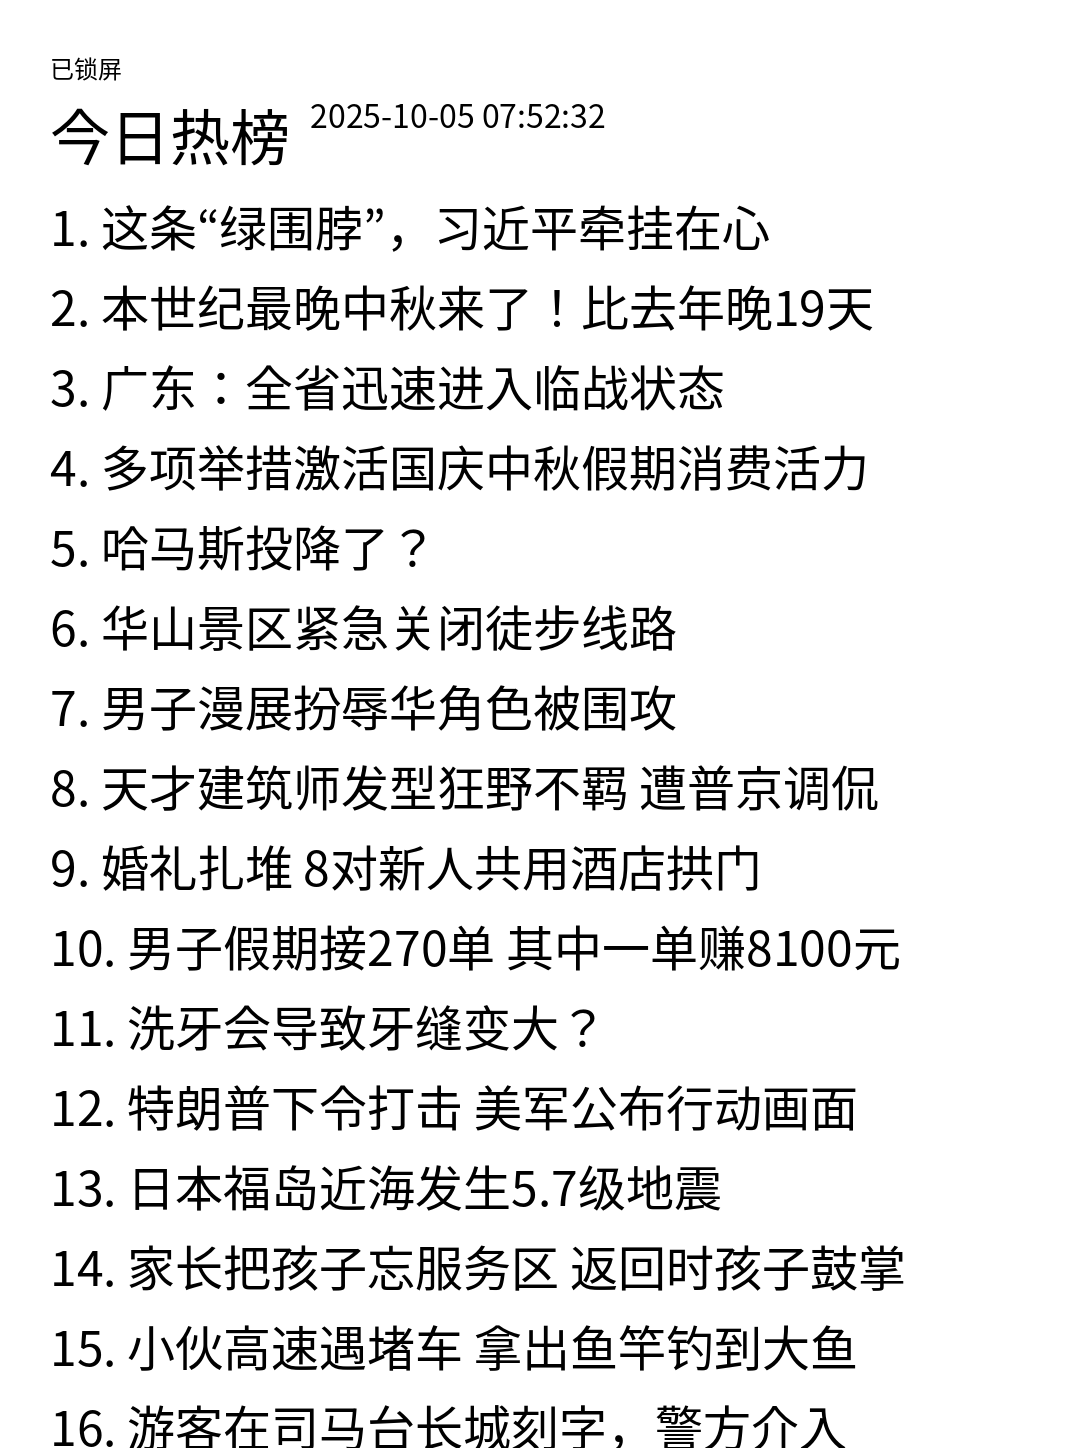 已锁屏
今日热榜 2025-10-05 07:52:32
1. 这条“绿围脖”，习近平牵挂在心
2. 本世纪最晚中秋来了！比去年晚19天
3. 广东：全省迅速进入临战状态
4. 多项举措激活国庆中秋假期消费活力
5. 哈马斯投降了？
6. 华山景区紧急关闭徒步线路
7. 男子漫展扮辱华角色被围攻
8. 天才建筑师发型狂野不羁 遭普京调侃
9. 婚礼扎堆 8对新人共用酒店拱门
10. 男子假期接270单 其中一单赚8100元
11. 洗牙会导致牙缝变大？
12. 特朗普下令打击 美军公布行动画面
13. 日本福岛近海发生5.7级地震
14. 家长把孩子忘服务区 返回时孩子鼓掌
15. 小伙高速遇堵车 拿出鱼竿钓到大鱼
16. 游客在司马台长城刻字，警方介入